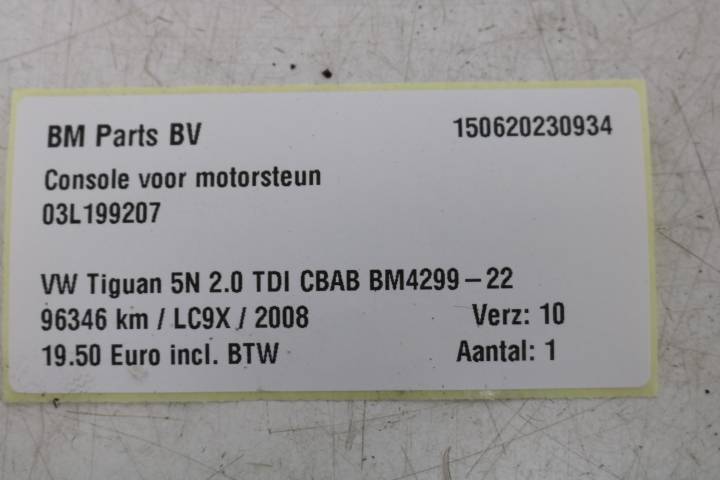 BM Parts BV 150620230934
Console voor motorsteun
03L199207
VW Tiguan 5N 2.0 TDI CBAB BM4299-22
96346 km / LC9X / 2008 Verz: 10
19.50 Euro incl. BTW Aantal: 1